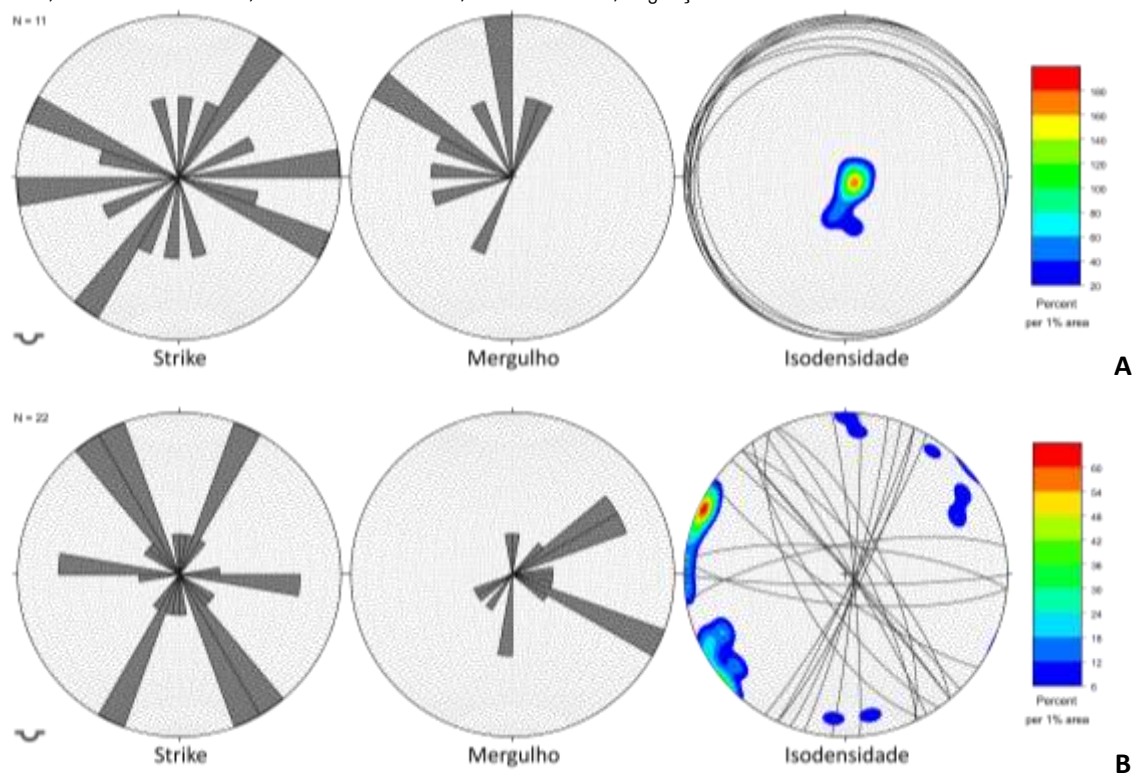 N = 11
180
160
140
120
100
80
60
40
20
Percent
per 1% area
Strike
Mergulho
Isodensidade
A
N = 22
60
54
48
42
36
30
24
18
12
6
Percent
per 1% area
Strike
Mergulho
Isodensidade
B